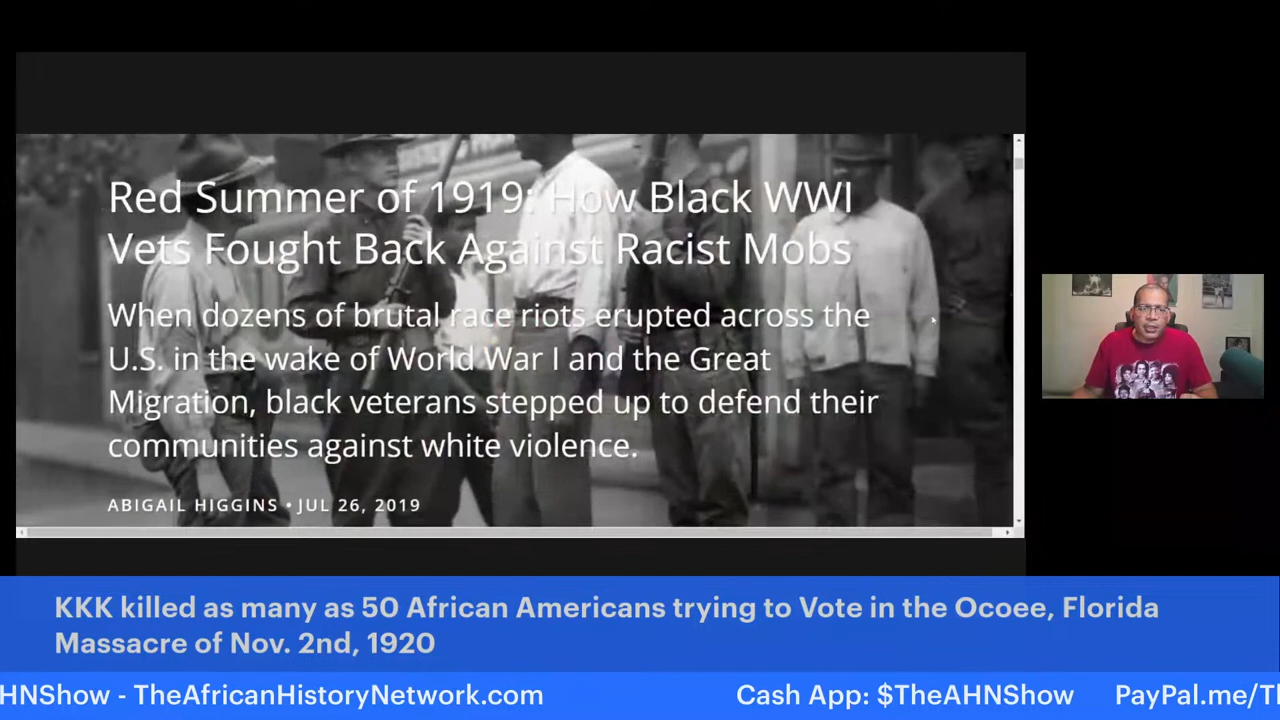 Red Summer of 1919: How Black WWI
Vets Fought Back Against Racist Mobs
When dozens of brutal race riots erupted across the
U.S. in the wake of World War I and the Great
Migration, black veterans stepped up to defend their
communities against white violence.
ABIGAIL HIGGINS • JUL 26, 2019
KKK killed as many as 50 African Americans trying to Vote in the Ocoee, Florida
Massacre of Nov. 2nd, 1920
HNShow - TheAfricanHistoryNetwork.com Cash App: $TheAHNShow PayPal.me/Th